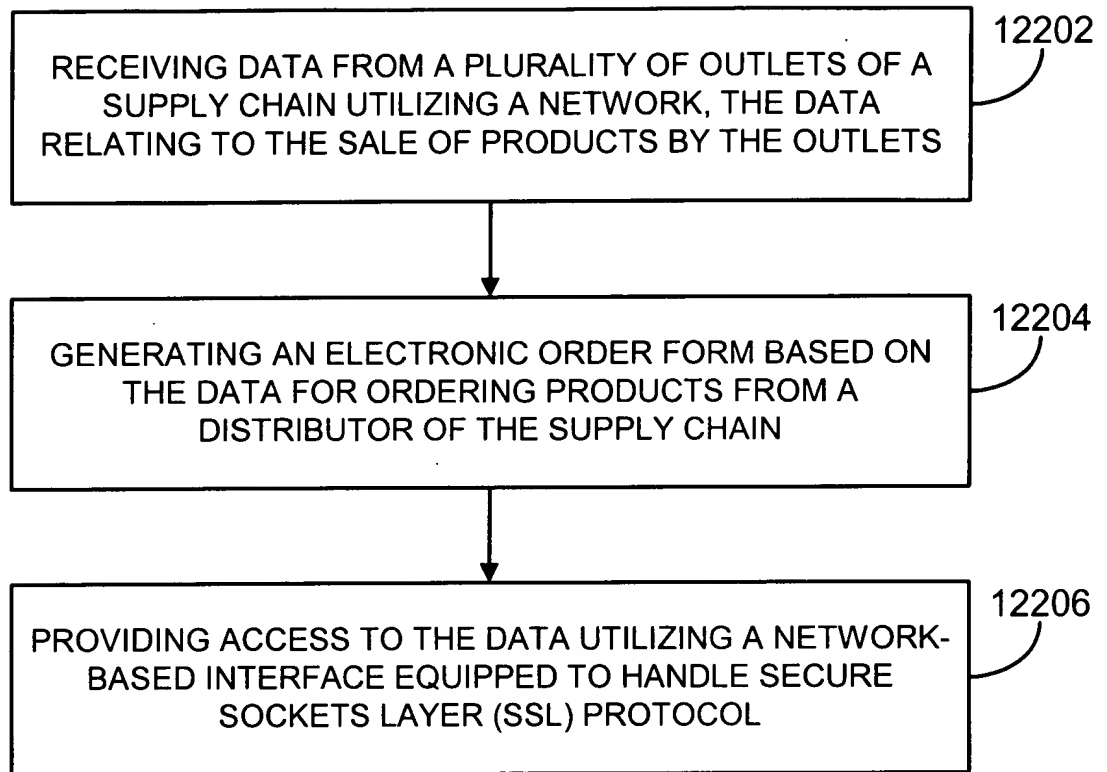 12202
RECEIVING DATA FROM A PLURALITY OF OUTLETS OF A
SUPPLY CHAIN UTILIZING A NETWORK, THE DATA
RELATING TO THE SALE OF PRODUCTS BY THE OUTLETS
12204
GENERATING AN ELECTRONIC ORDER FORM BASED ON
THE DATA FOR ORDERING PRODUCTS FROM A
DISTRIBUTOR OF THE SUPPLY CHAIN
12206
PROVIDING ACCESS TO THE DATA UTILIZING A NETWORK-
BASED INTERFACE EQUIPPED TO HANDLE SECURE
SOCKETS LAYER (SSL) PROTOCOL